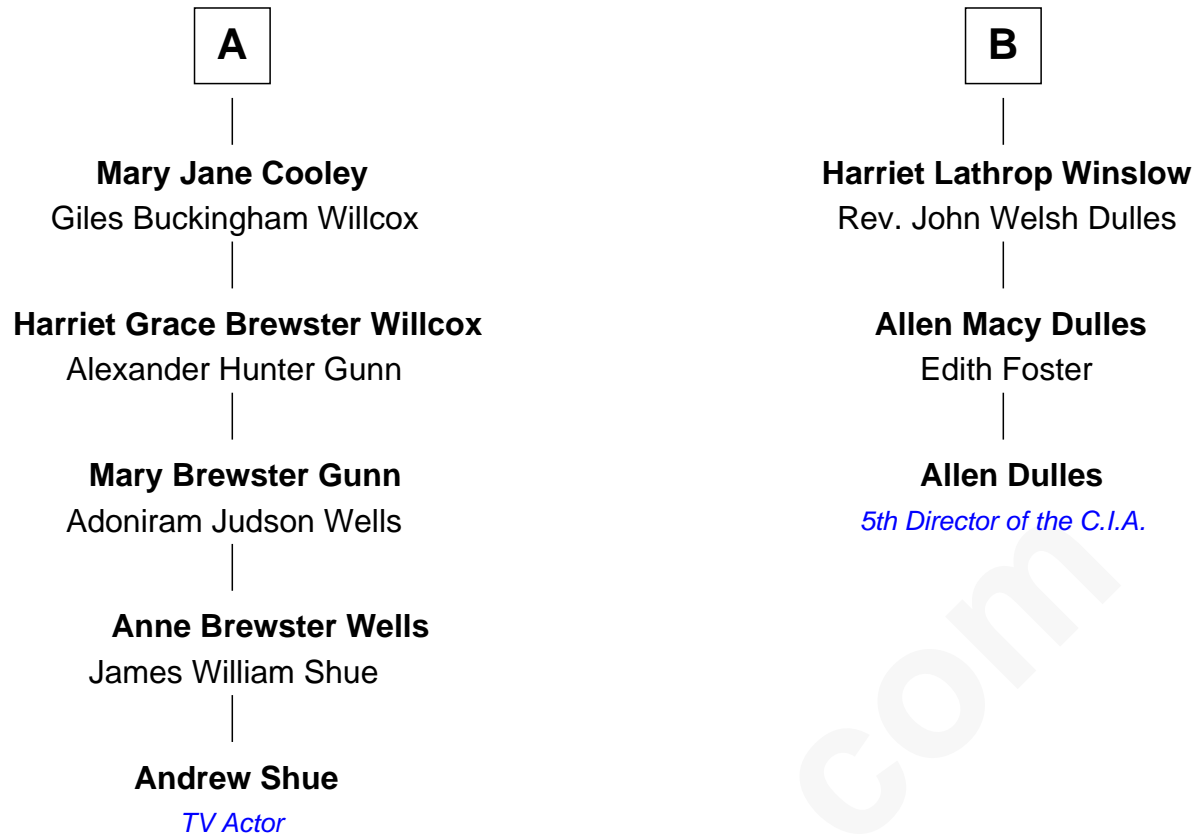 A
Mary Jane Cooley
Giles Buckingham Willcox
Harriet Grace Brewster Willcox
Alexander Hunter Gunn
Mary Brewster Gunn
Adoniram Judson Wells
Anne Brewster Wells
James William Shue
Andrew Shue
TV Actor
B
Harriet Lathrop Winslow
Rev. John Welsh Dulles
Allen Macy Dulles
Edith Foster
Allen Dulles
5th Director of the C.I.A.
com